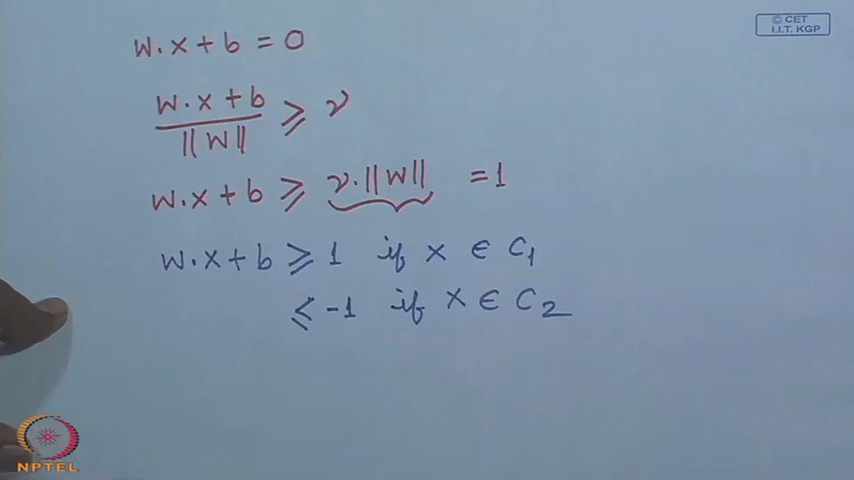 © CET
I.I.T. KGP
W·X + b = 0
W·X + b / ||W|| ≥ γ
W·X + b ≥ γ·||W|| = 1
W·X + b ≥ 1 if X ∈ C₁
≤ -1 if X ∈ C₂
NPTEL